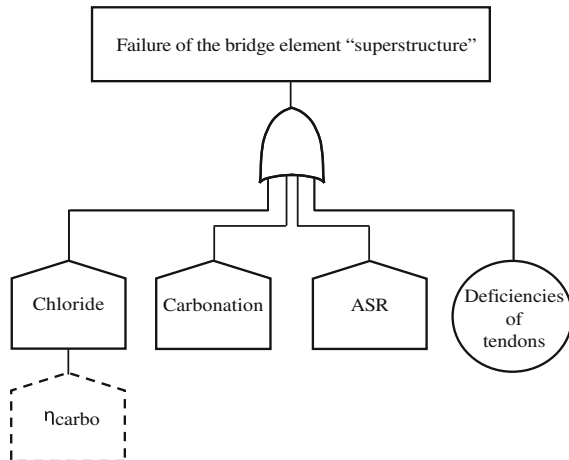 Failure of the bridge element “superstructure”
Chloride
Carbonation
ASR
Deficiencies
of
tendons
ηcarbo